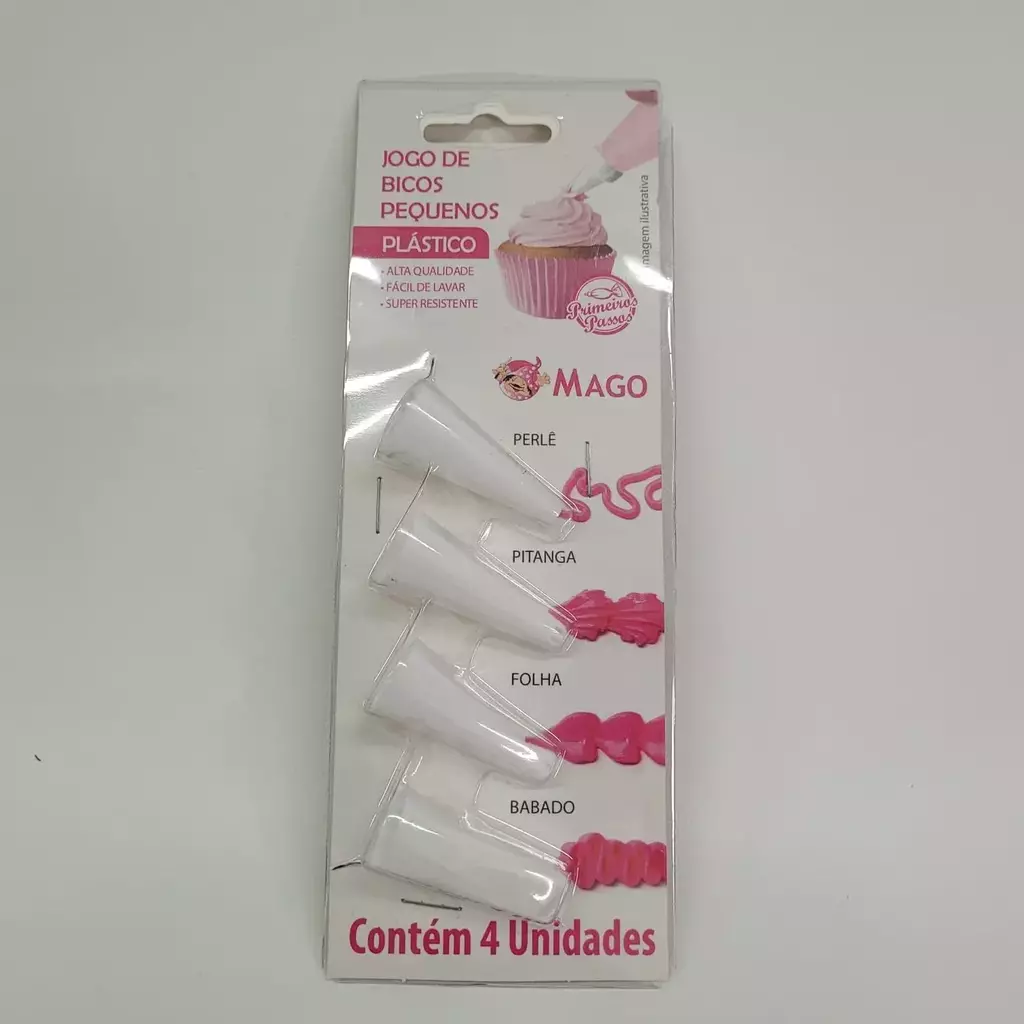 JOGO DE
BICOS
PEQUENOS
PLÁSTICO
• ALTA QUALIDADE
• FÁCIL DE LAVAR
• SUPER RESISTENTE
magem ilustrativa
Primeiros
Passos
MAGO
PERLÊ
PITANGA
FOLHA
BABADO
Contém 4 Unidades